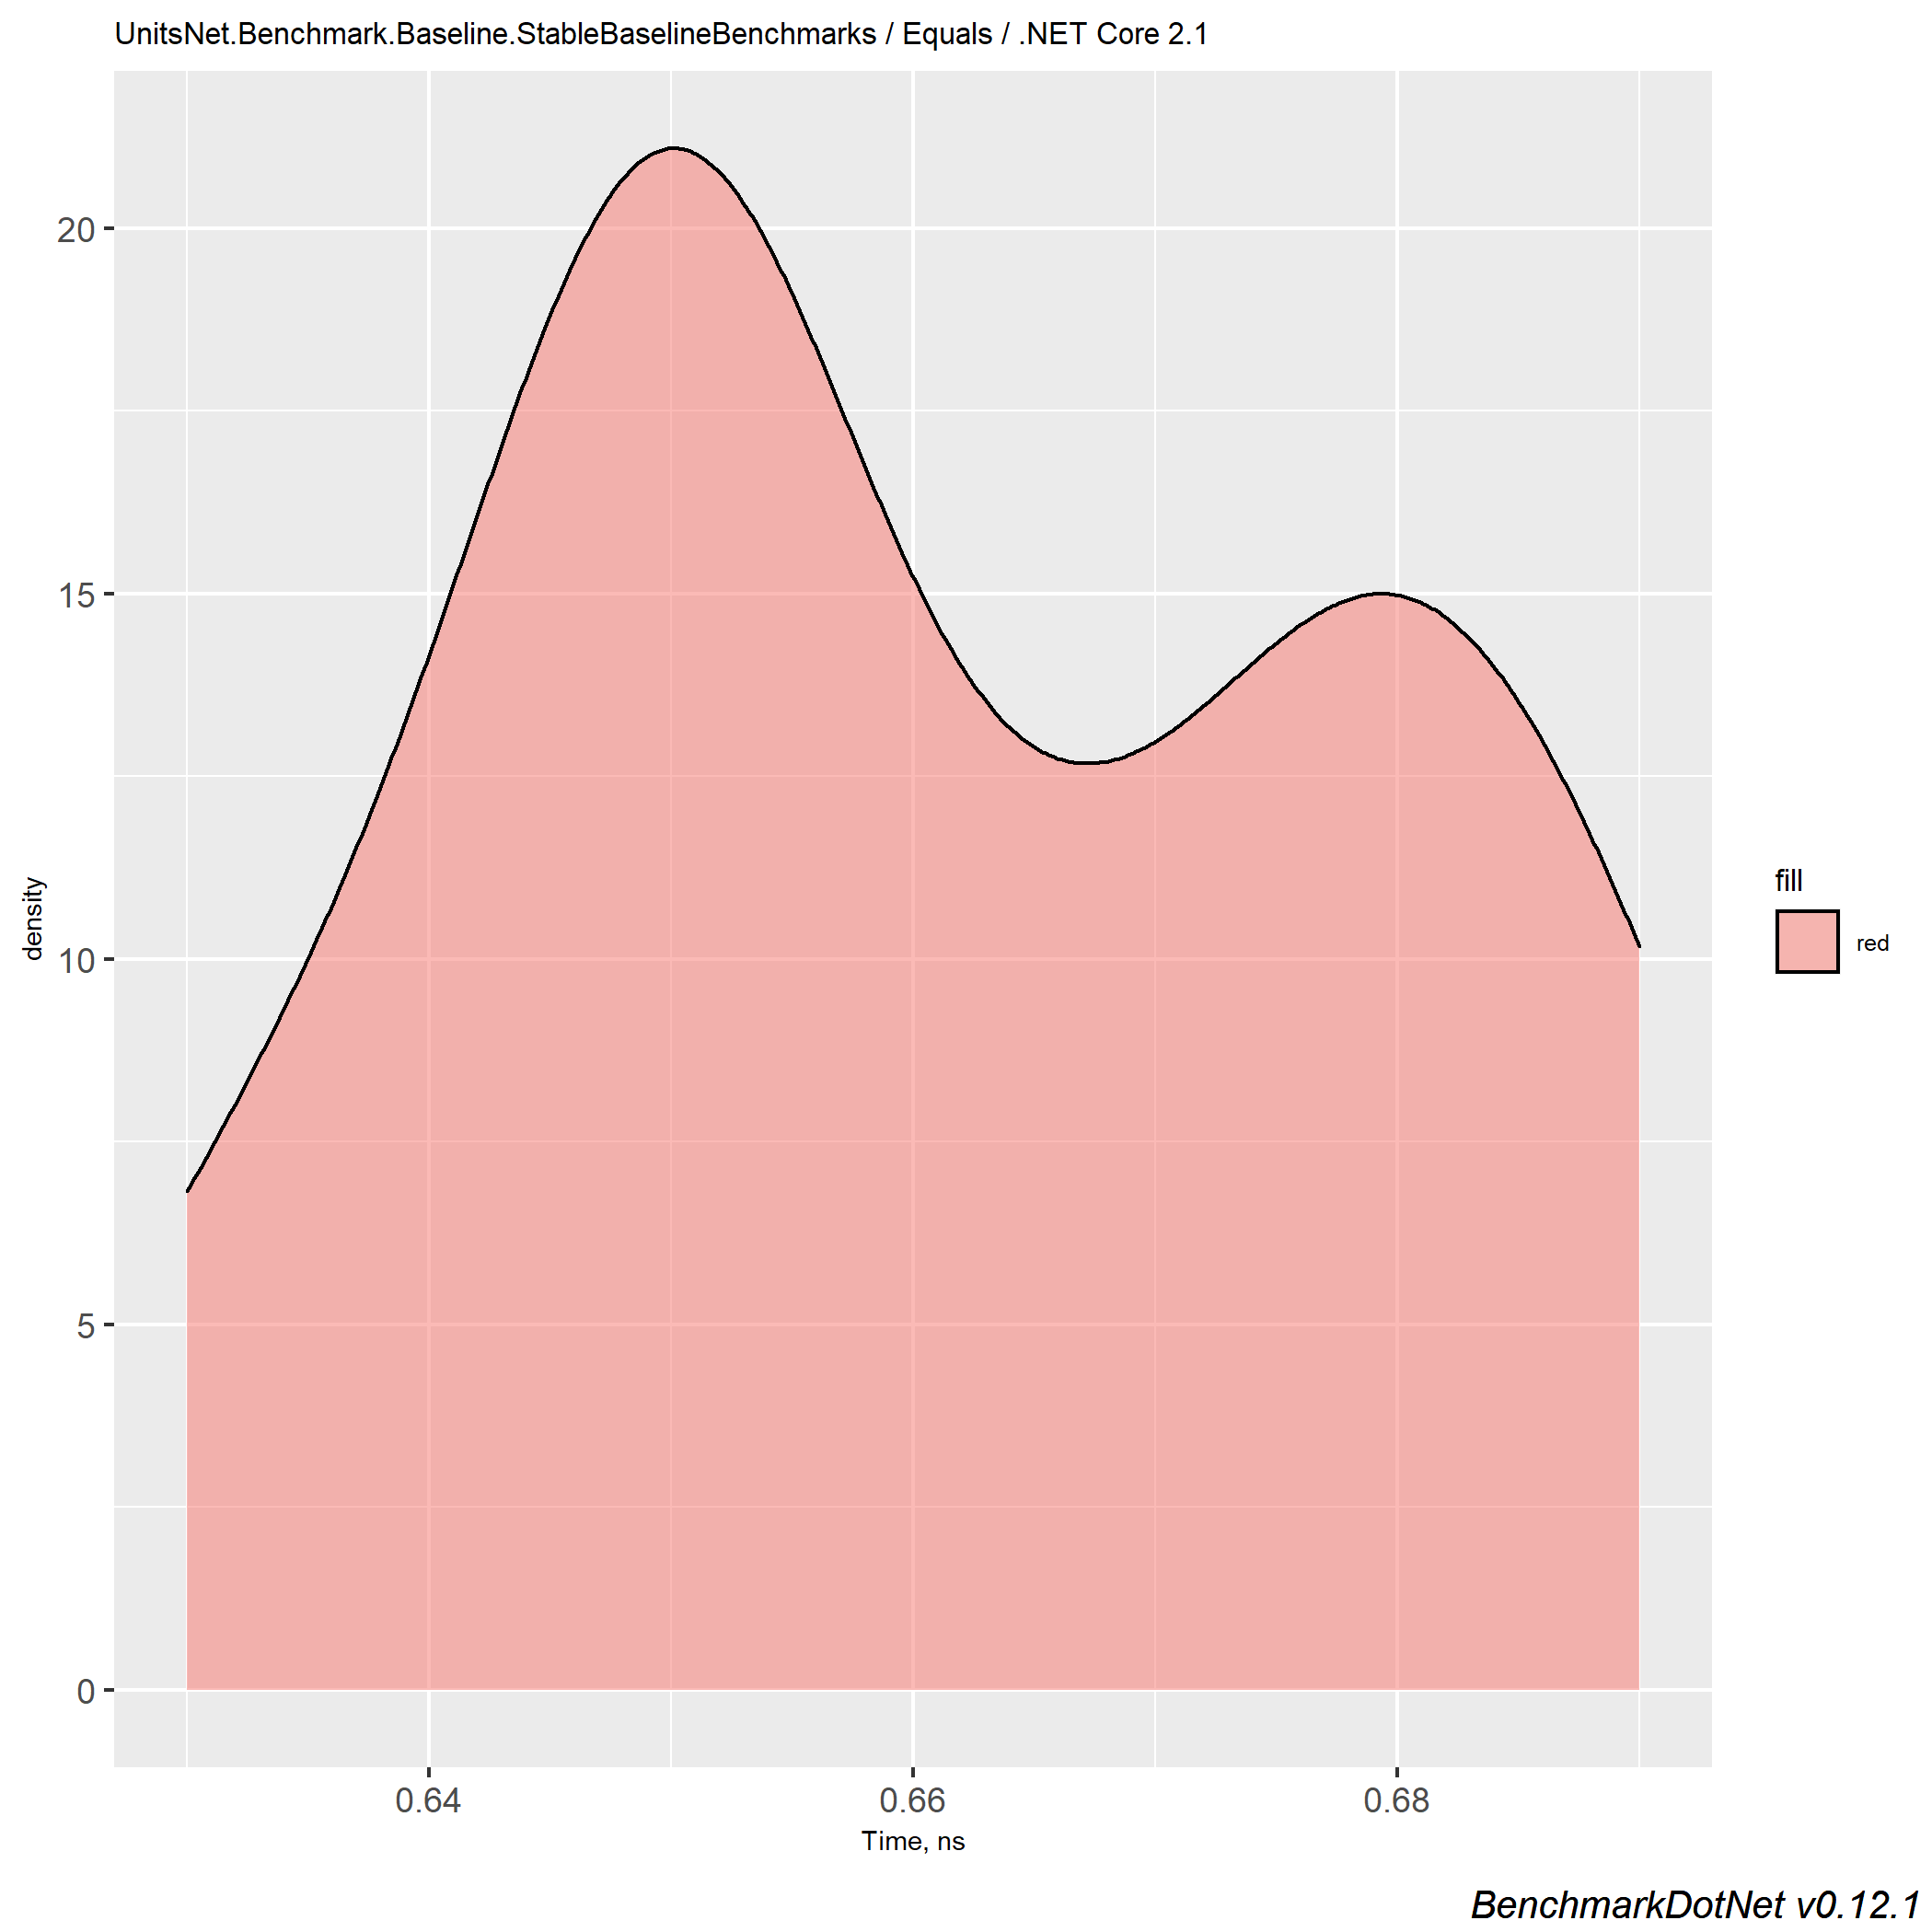 UnitsNet.Benchmark.Baseline.StableBaselineBenchmarks / Equals / .NET Core 2.1
density
20
15
10
5
0
0.64 0.66 0.68
Time, ns
fill
red
BenchmarkDotNet v0.12.1